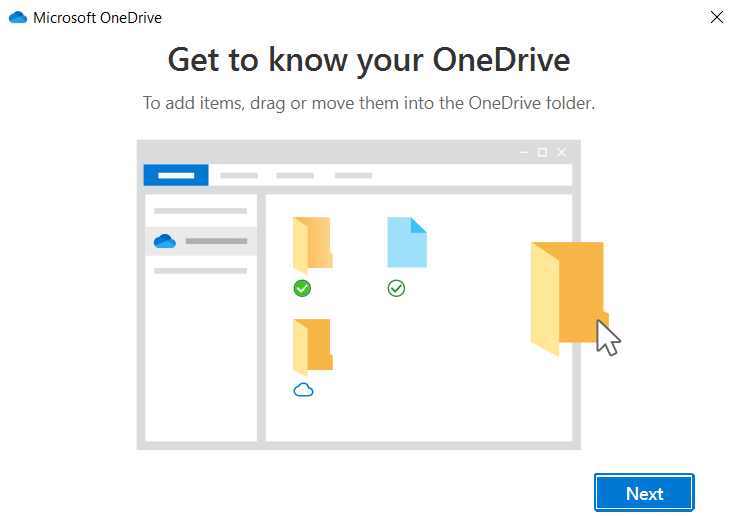 Microsoft OneDrive
Get to know your OneDrive
To add items, drag or move them into the OneDrive folder.
Next